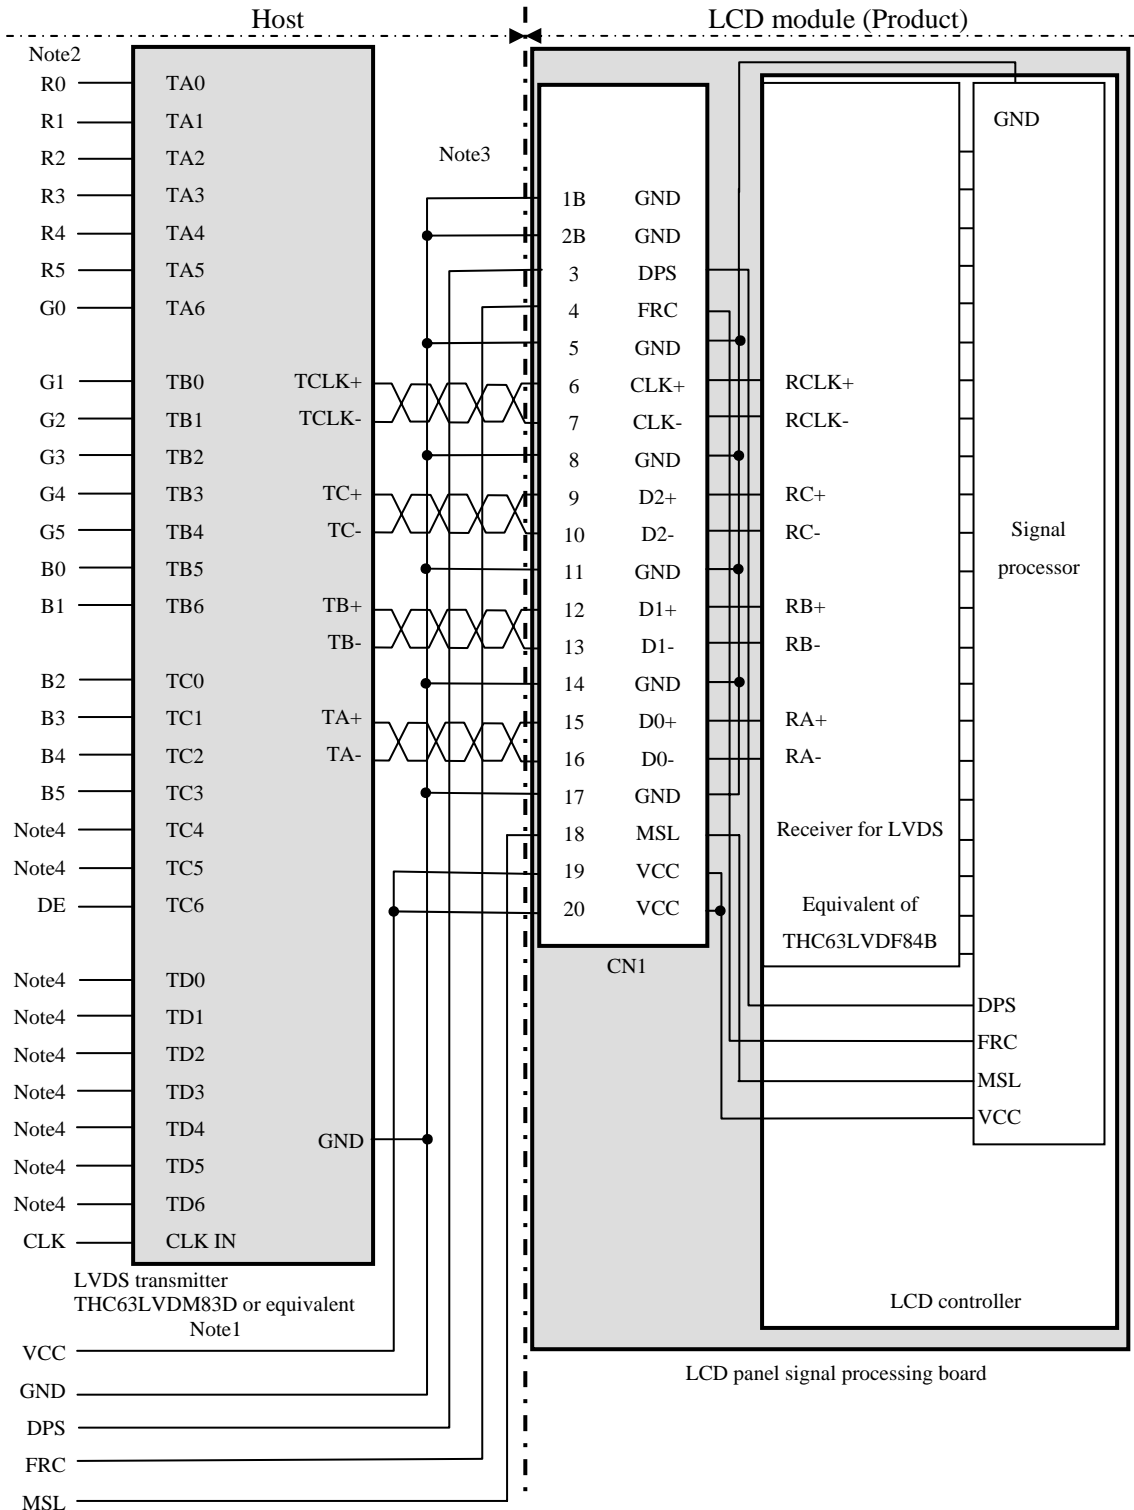 Host LCD module (Product)
Note2
R0 TA0
R1 TA1
R2 TA2 Note3
R3 TA3
R4 TA4
R5 TA5
G0 TA6
G1 TB0 TCLK+
G2 TB1 TCLK-
G3 TB2
G4 TB3 TC+
G5 TB4 TC-
B0 TB5
B1 TB6 TB+
TB-
B2 TC0
B3 TC1 TA+
B4 TC2 TA-
B5 TC3
Note4 TC4
Note4 TC5
DE TC6
Note4 TD0
Note4 TD1
Note4 TD2
Note4 TD3
Note4 TD4 GND
Note4 TD5
Note4 TD6
CLK CLK IN
LVDS transmitter
THC63LVDM83D or equivalent
Note1
VCC
GND
DPS
FRC
MSL
1B GND
2B GND
3 DPS
4 FRC
5 GND
6 CLK+
7 CLK-
8 GND
9 D2+
10 D2-
11 GND
12 D1+
13 D1-
14 GND
15 D0+
16 D0-
17 GND
18 MSL
19 VCC
20 VCC
CN1
RCLK+
RCLK-
RC+
RC-
RB+
RB-
RA+
RA-
Receiver for LVDS
Equivalent of
THC63LVDF84B
GND
Signal
processor
DPS
FRC
MSL
VCC
LCD controller
LCD panel signal processing board